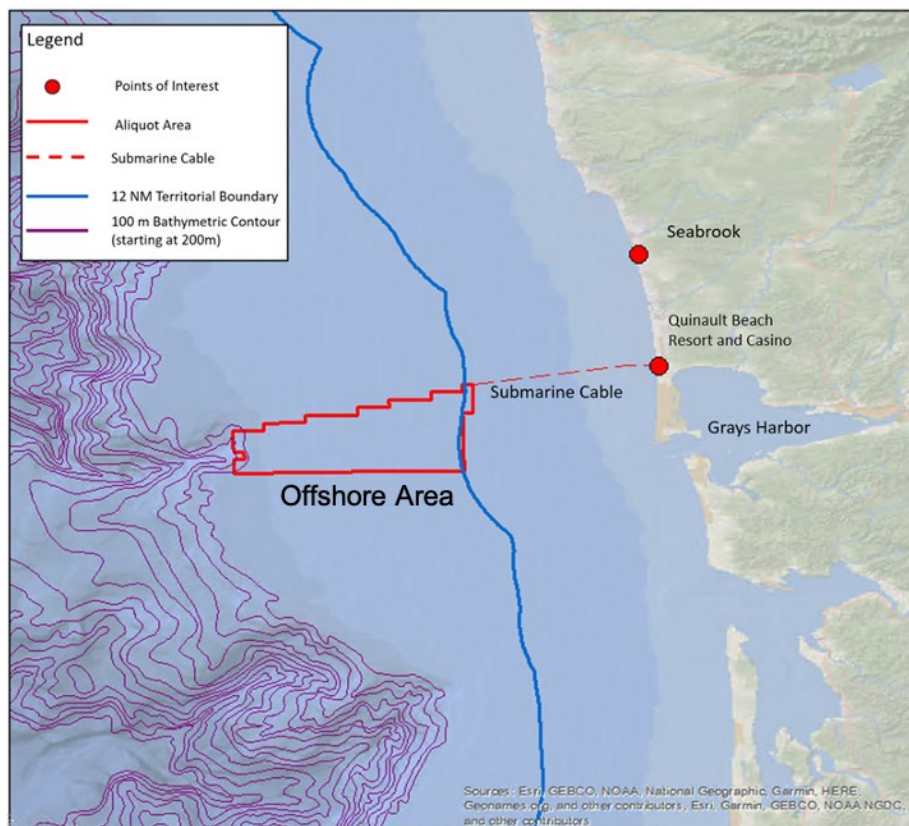 Legend
Points of Interest
Aliquot Area
Submarine Cable
12 NM Territorial Boundary
100 m Bathymetric Contour
(starting at 200m)
Seabrook
Quinault Beach
Resort and Casino
Submarine Cable
Grays Harbor
Offshore Area
Sources: Esri, GEBCO, NOAA, National Geographic, Garmin, HERE,
Geonames.org, and other contributors, Esri, Garmin, GEBCO, NOAA NGDC,
and other contributors